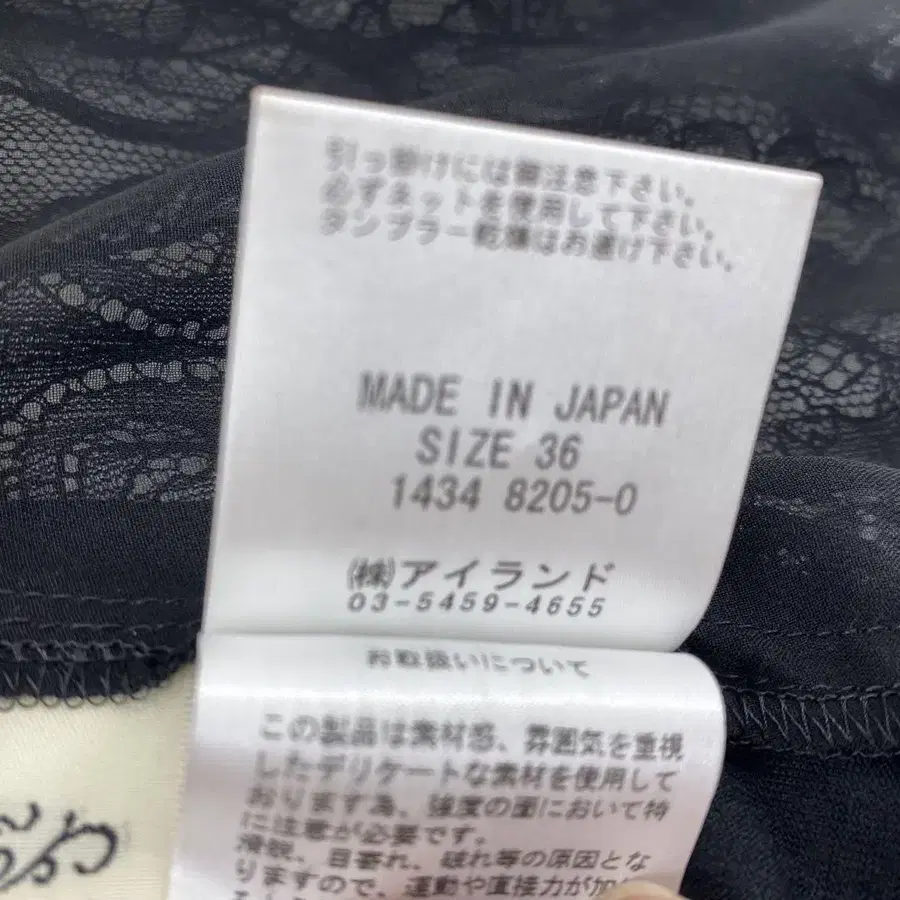 引っ掛けには御注意下さい。
必ずネットを使用して下さい。
タンブラー乾燥はお避け下さい。
MADE IN JAPAN
SIZE 36
1434 8205-0
㈱アイランド
03-5459-4655
お取扱いについて
この製品は素材感、雰囲気を重視
したデリケートな素材を使用して
おります為、強度の面において特
に注意が必要です。
滑脱、目寄れ、破れ等の原因とな
りますので、運動や直接力が加